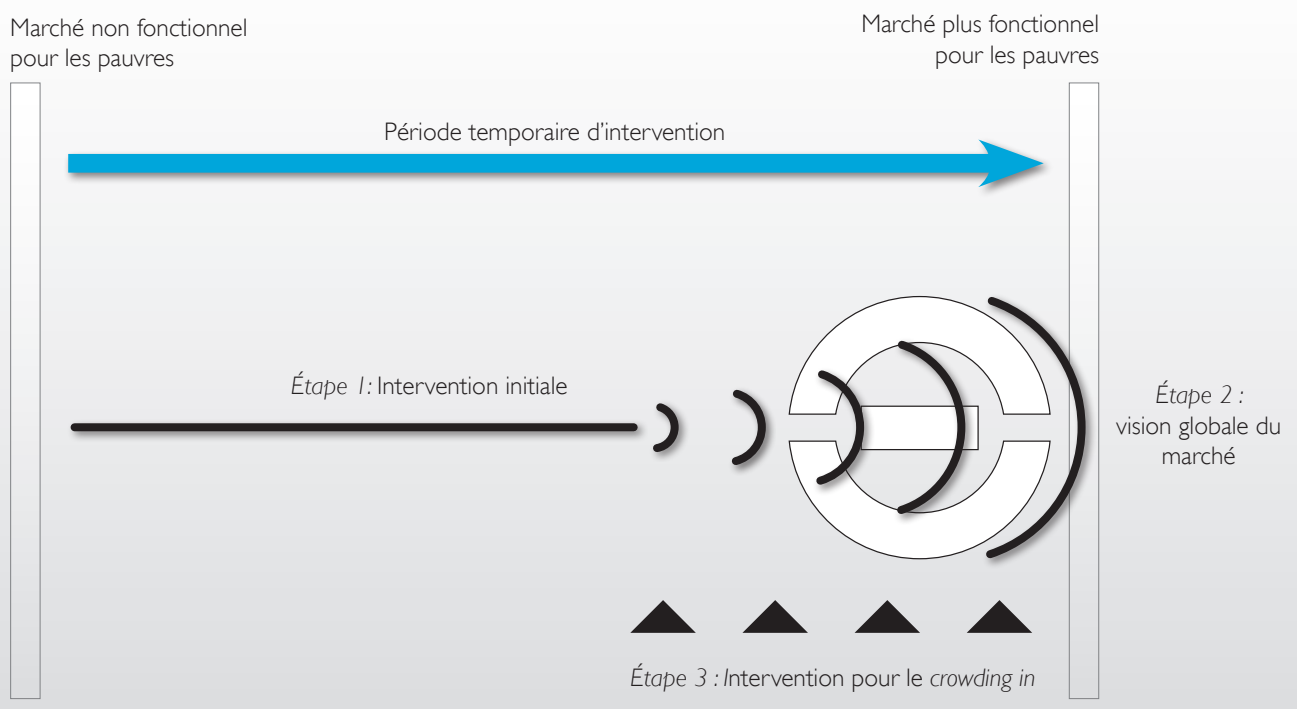 Marché non fonctionnel
pour les pauvres
Marché plus fonctionnel
pour les pauvres
Période temporaire d'intervention
Étape 1: Intervention initiale
Étape 2 :
vision globale du
marché
Étape 3 : Intervention pour le crowding in